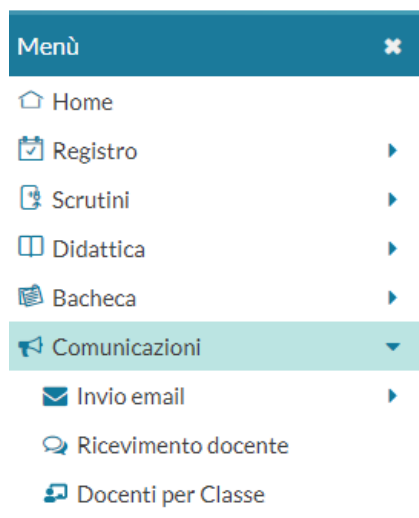 Menù
Home
Registro
Scrutini
Didattica
Bacheca
Comunicazioni
Invio email
Ricevimento docente
Docenti per Classe